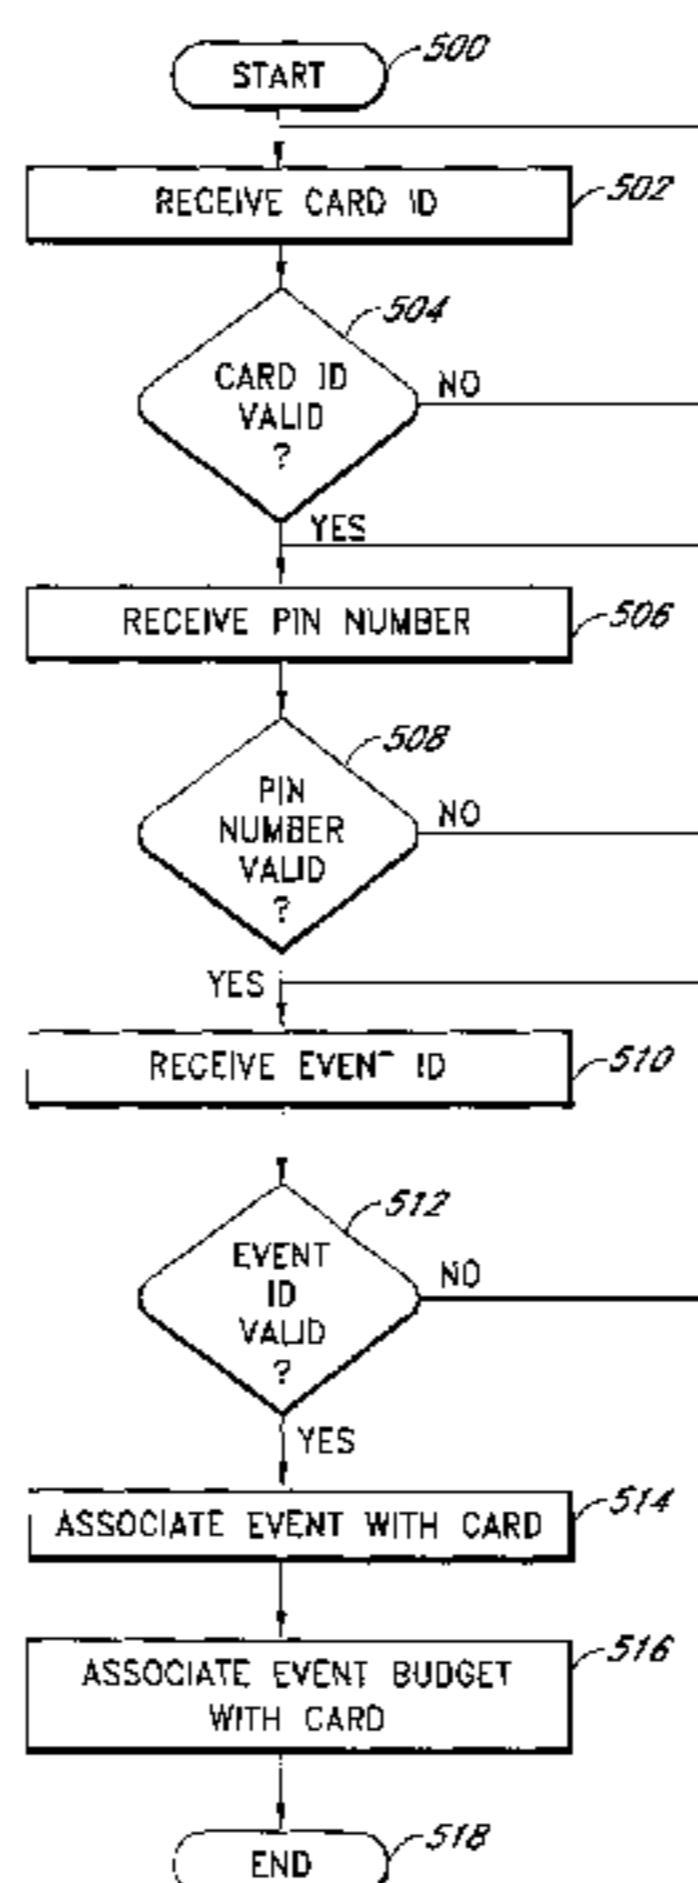 START
500
RECEIVE CARD ID
502
504
CARD ID
VALID
?
NO
YES
RECEIVE PIN NUMBER
506
508
PIN
NUMBER
VALID
?
NO
YES
RECEIVE EVENT ID
510
512
EVENT
ID
VALID
?
NO
YES
ASSOCIATE EVENT WITH CARD
514
ASSOCIATE EVENT BUDGET
WITH CARD
516
END
518